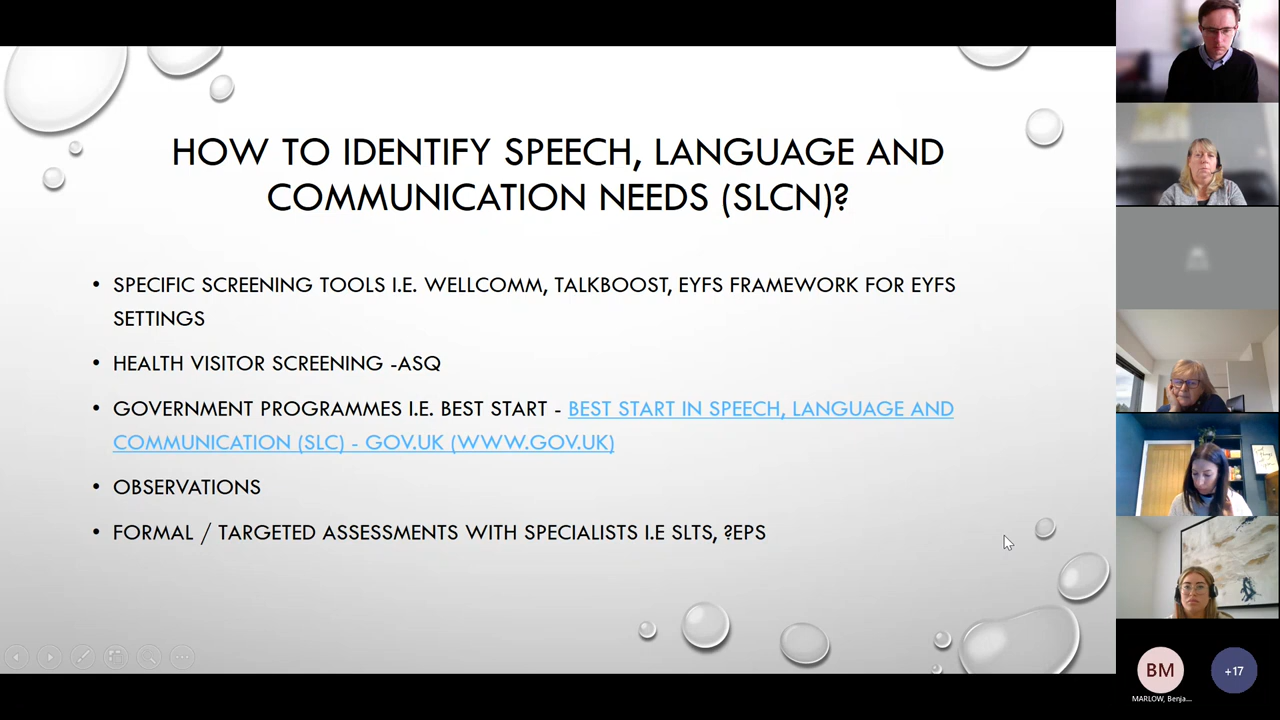 HOW TO IDENTIFY SPEECH, LANGUAGE AND
COMMUNICATION NEEDS (SLCN)?
• SPECIFIC SCREENING TOOLS I.E. WELLCOMM, TALKBOOST, EYFS FRAMEWORK FOR EYFS
SETTINGS
• HEALTH VISITOR SCREENING -ASQ
• GOVERNMENT PROGRAMMES I.E. BEST START - BEST START IN SPEECH, LANGUAGE AND
COMMUNICATION (SLC) - GOV.UK (WWW.GOV.UK)
• OBSERVATIONS
• FORMAL / TARGETED ASSESSMENTS WITH SPECIALISTS I.E SLTS, ?EPS
BM
+17
MARLOW, Benja...